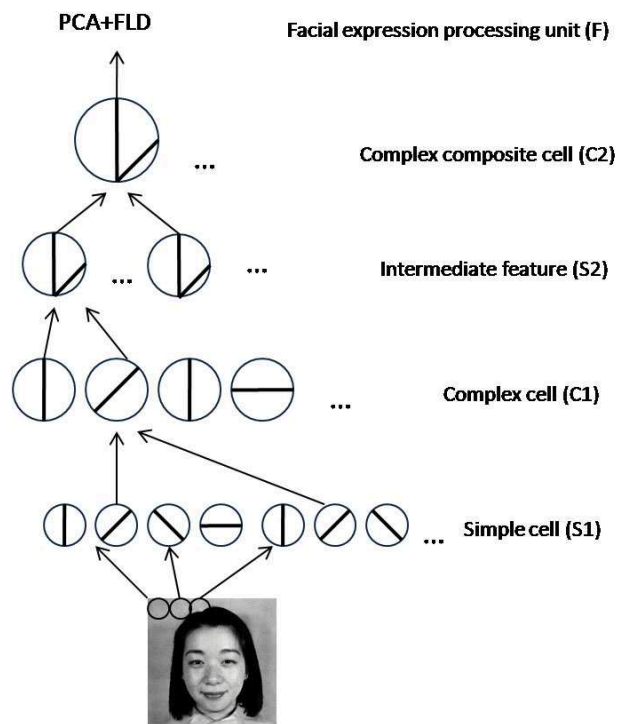 PCA+FLD
Facial expression processing unit (F)
...
Complex composite cell (C2)
...
...
Intermediate feature (S2)
...
Complex cell (C1)
...
Simple cell (S1)